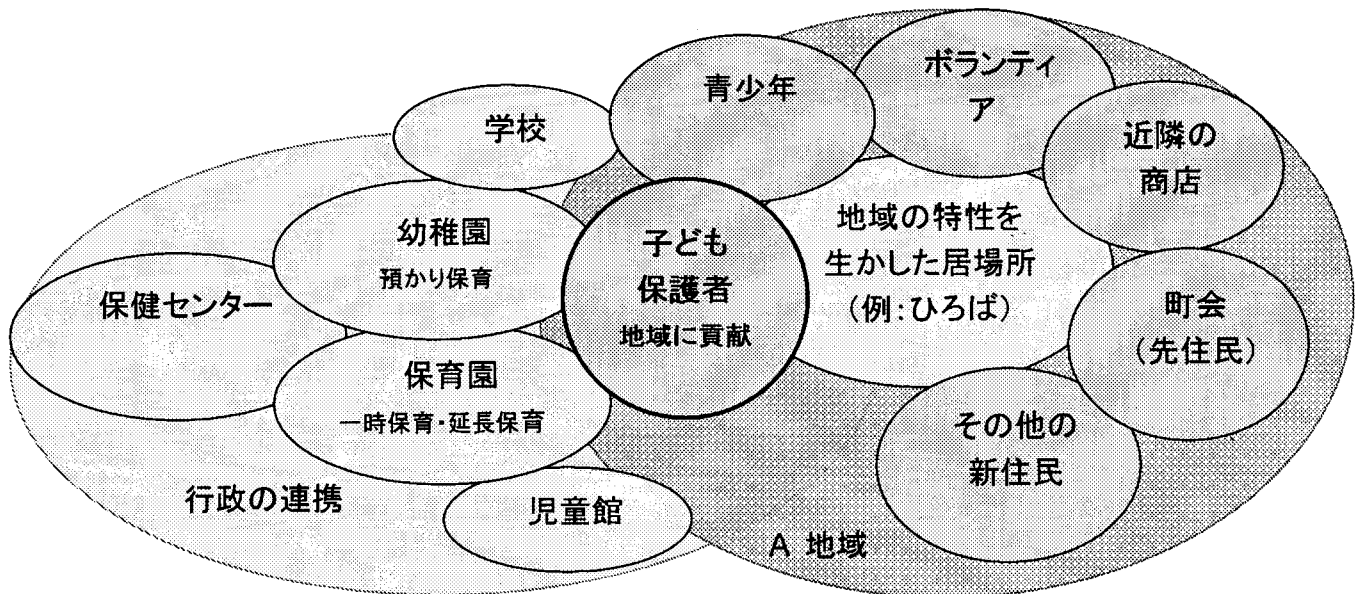 ボランティ
ア
青少年
近隣の
商店
学校
地域の特性を
生かした居場所
（例：ひろば）
幼稚園
預かり保育
子ども
保護者
地域に貢献
保健センター
町会
（先住民）
保育園
一時保育・延長保育
その他の
新住民
行政の連携
児童館
A 地域